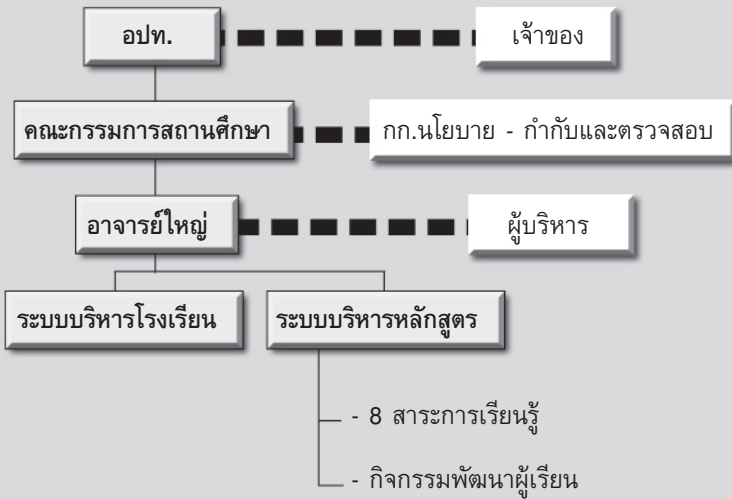 อปท.
เจ้าของ
คณะกรรมการสถานศึกษา
กก.นโยบาย - กำกับและตรวจสอบ
อาจารย์ใหญ่
ผู้บริหาร
ระบบบริหารโรงเรียน
ระบบบริหารหลักสูตร
- 8 สาระการเรียนรู้
- กิจกรรมพัฒนาผู้เรียน